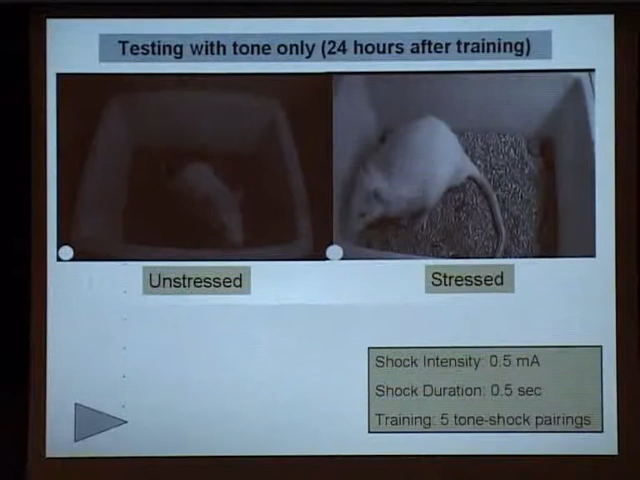 Testing with tone only (24 hours after training)
Unstressed
Stressed
Shock Intensity: 0.5 mA
Shock Duration: 0.5 sec
Training: 5 tone-shock pairings